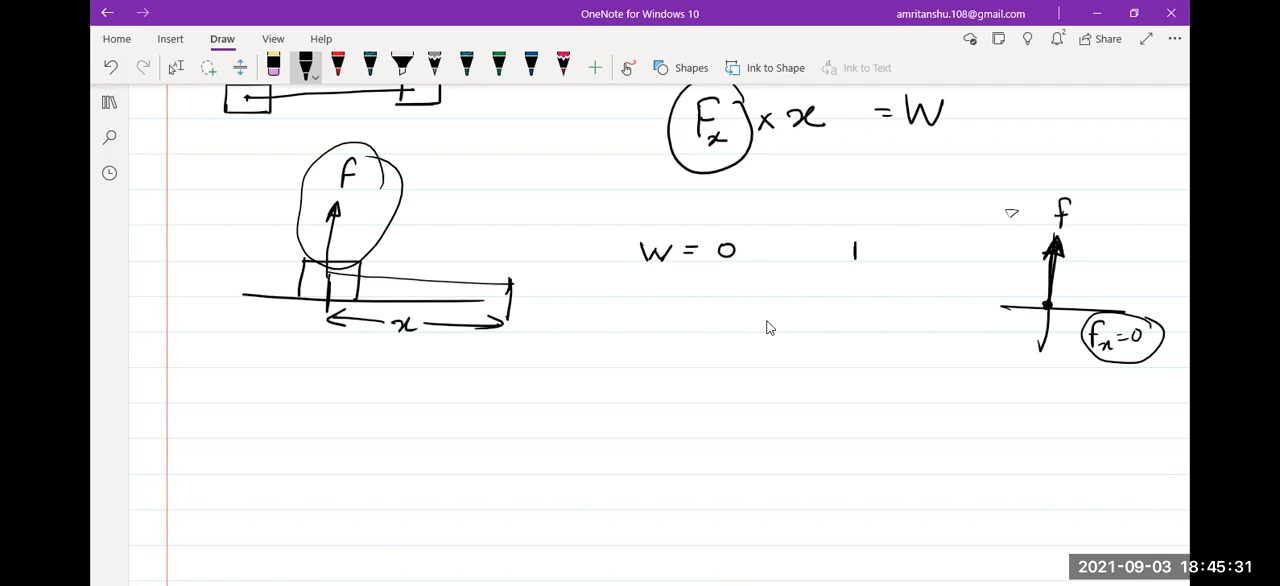 OneNote for Windows 10
amritanshu.108@gmail.com
Home Insert Draw View Help
Share
Shapes Ink to Shape Ink to Text
Fx × x = W
F
f
W = 0 1
x
fx=0
2021-09-03 18:45:31